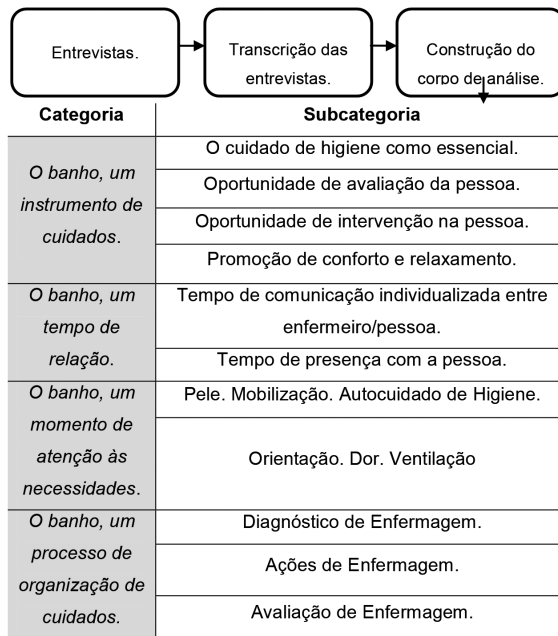 Entrevistas.
Transcrição das
entrevistas.
Construção do
corpo de análise.
Categoria
Subcategoria
O banho, um
instrumento de
cuidados.
O cuidado de higiene como essencial.
Oportunidade de avaliação da pessoa.
Oportunidade de intervenção na pessoa.
Promoção de conforto e relaxamento.
O banho, um
tempo de
relação.
Tempo de comunicação individualizada entre
enfermeiro/pessoa.
Tempo de presença com a pessoa.
O banho, um
momento de
atenção às
necessidades.
Pele. Mobilização. Autocuidado de Higiene.
Orientação. Dor. Ventilação
O banho, um
processo de
organização de
cuidados.
Diagnóstico de Enfermagem.
Ações de Enfermagem.
Avaliação de Enfermagem.